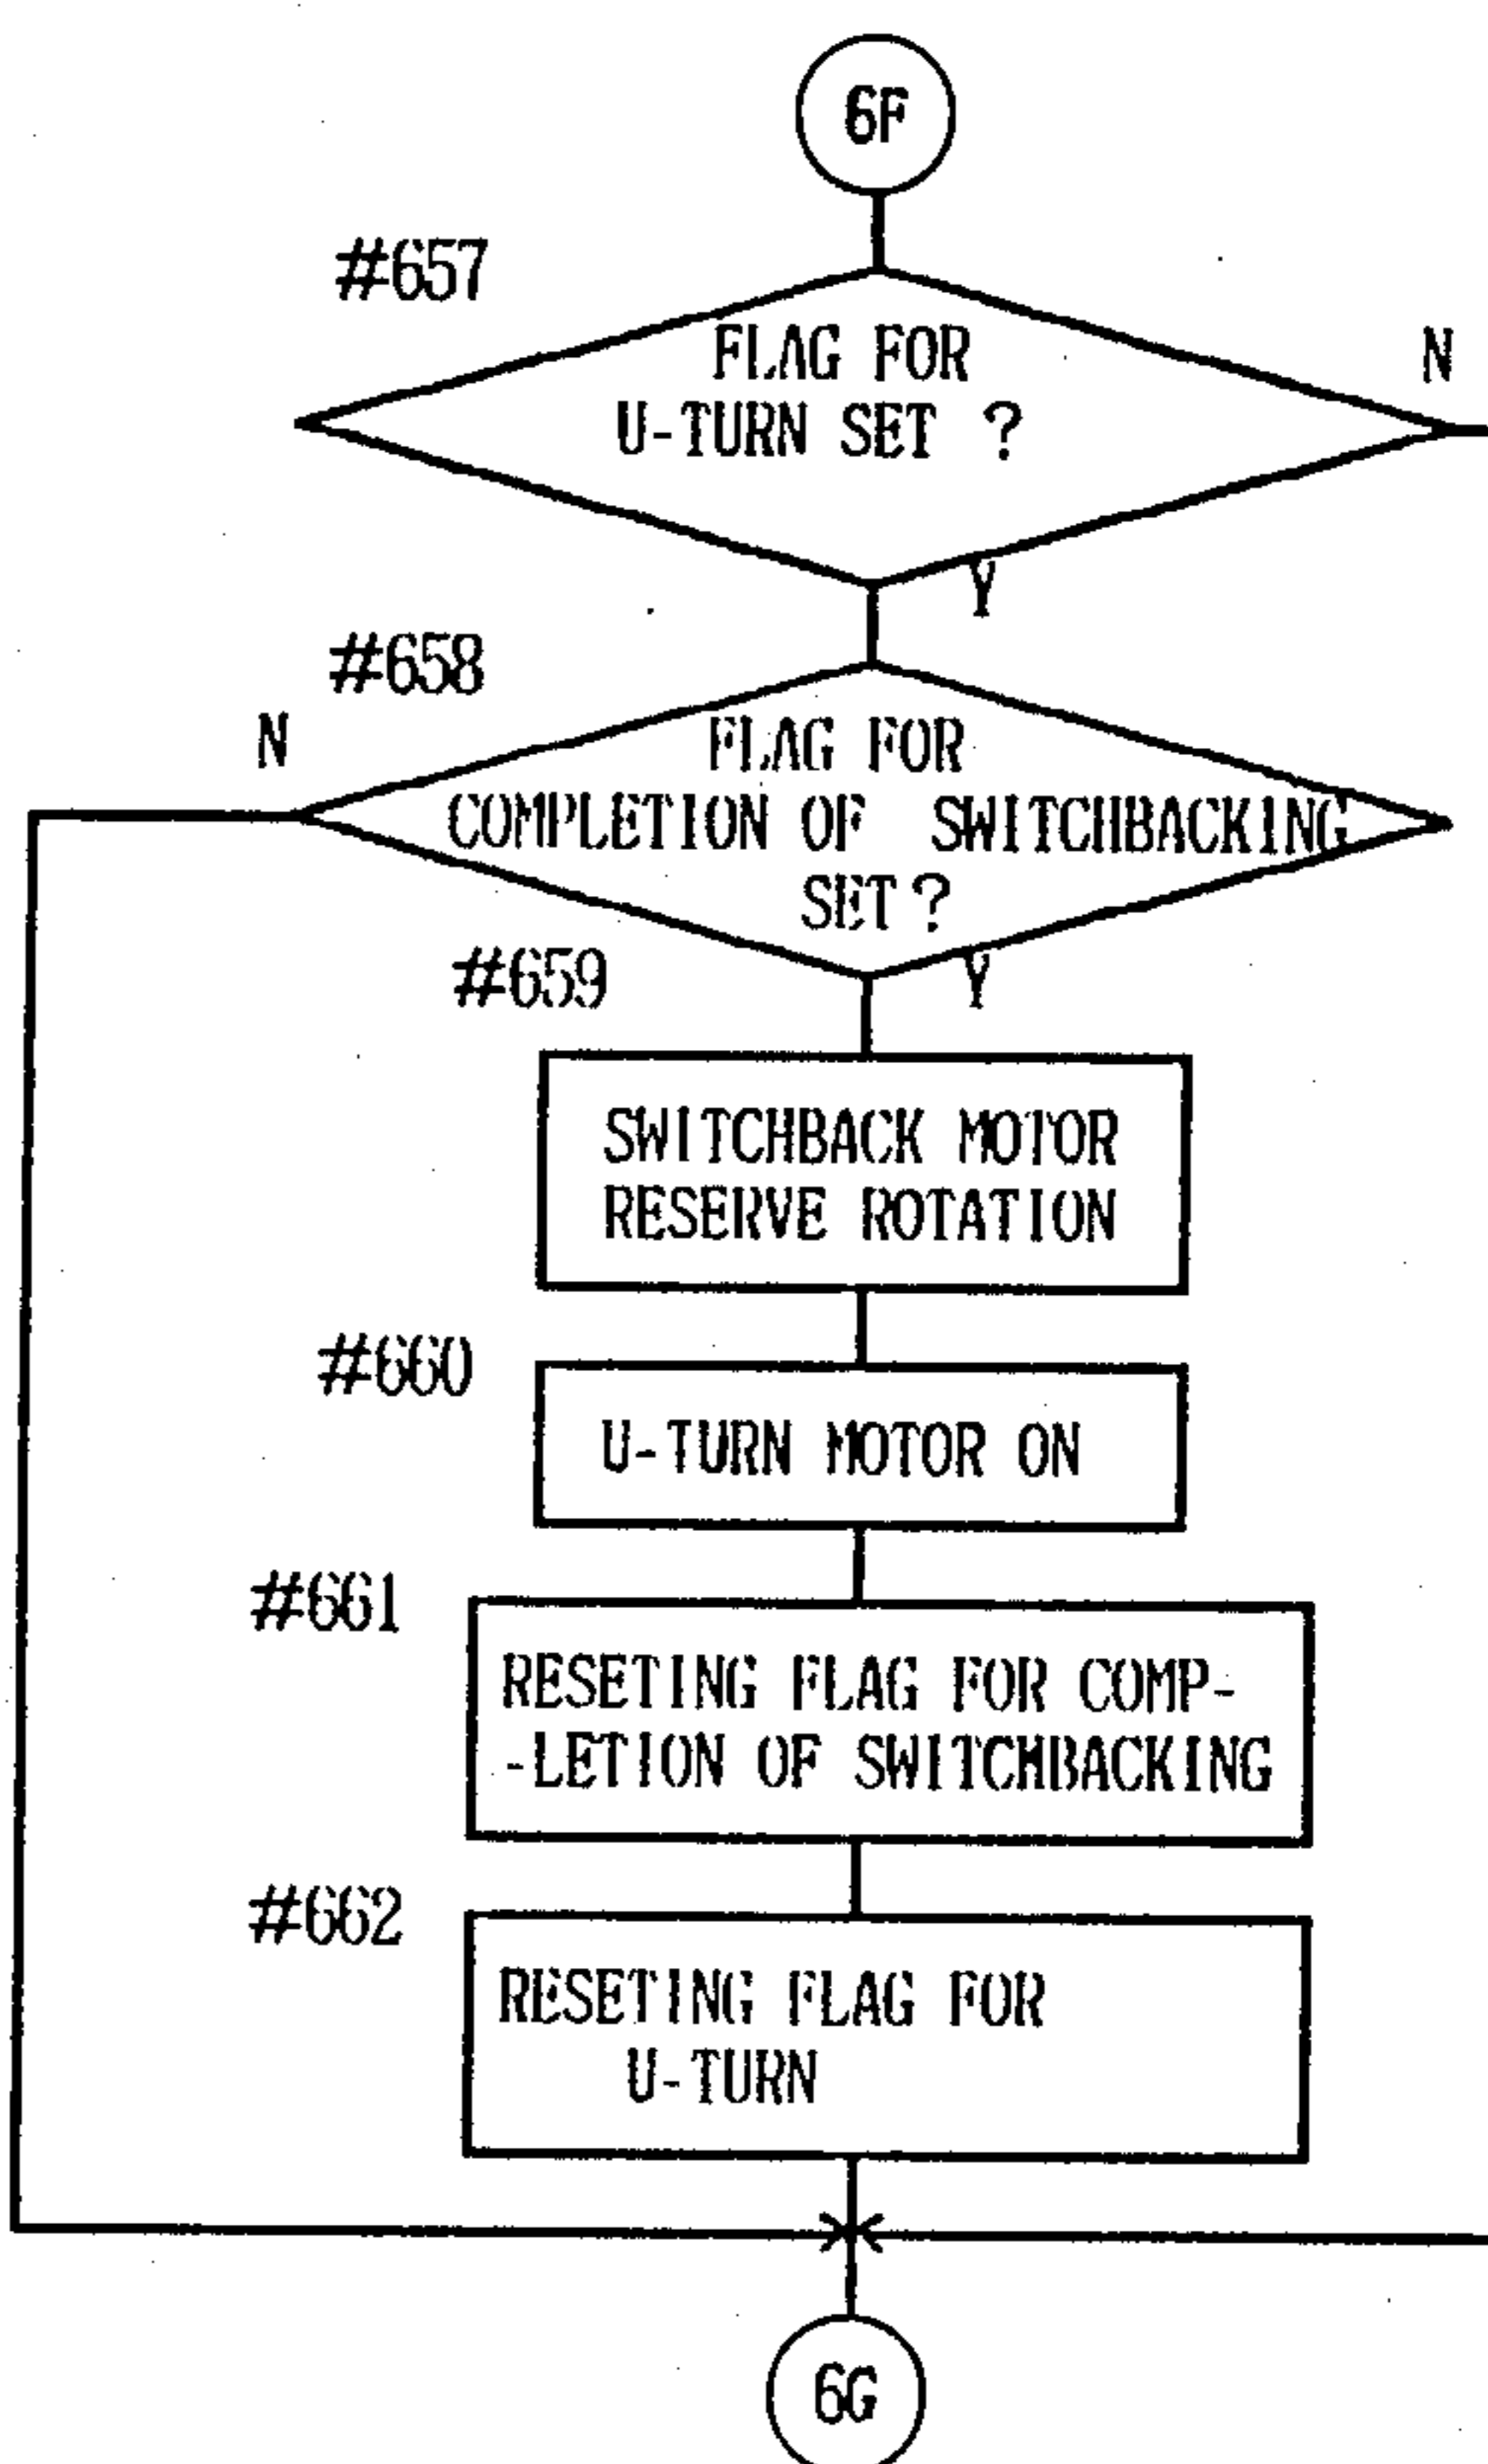 6F
#657
FLAG FOR
U-TURN SET ?
N
Y
#658
N
FLAG FOR
COMPLETION OF SWITCHBACKING
SET ?
Y
#659
SWITCHBACK MOTOR
RESERVE ROTATION
#660
U-TURN MOTOR ON
#661
RESETING FLAG FOR COMP-
-LETION OF SWITCHBACKING
#662
RESETING FLAG FOR
U-TURN
6G